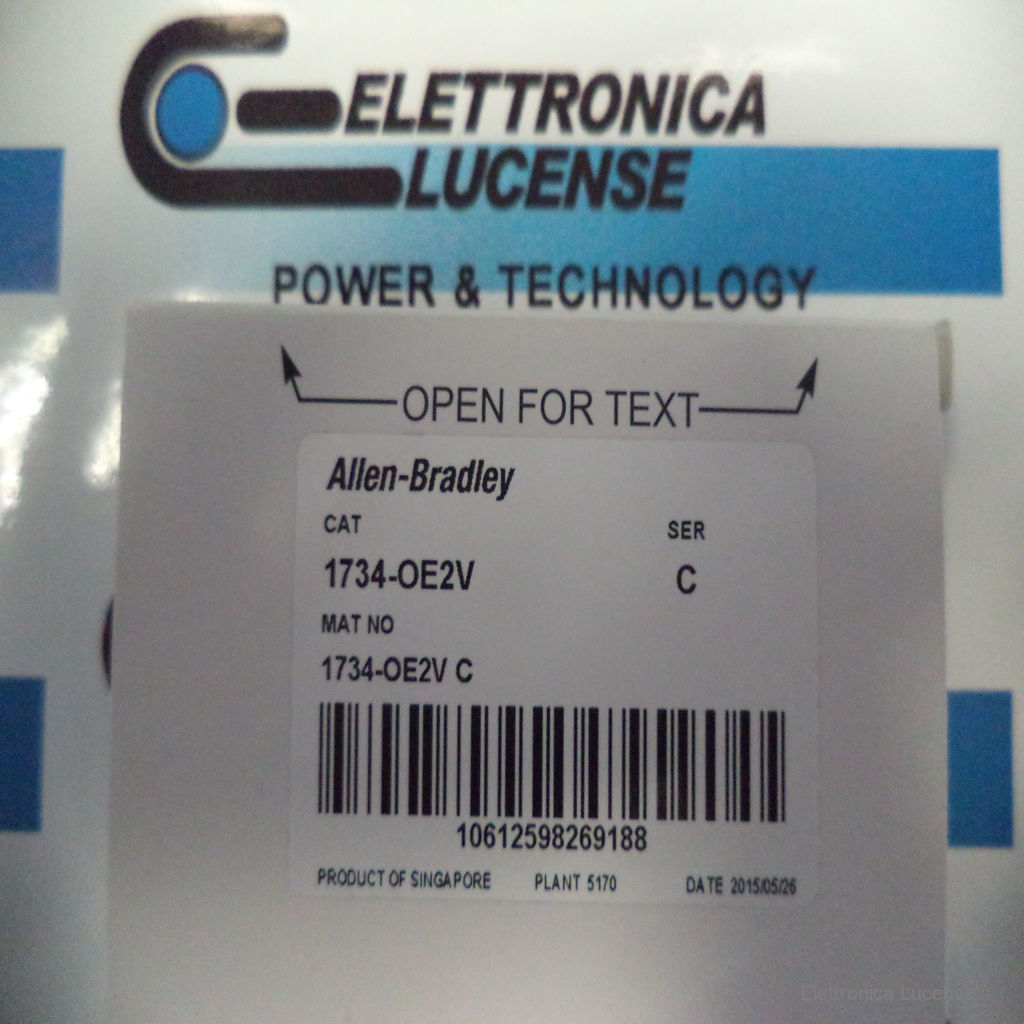 ELETTRONICA
LUCENSE
POWER & TECHNOLOGY
OPEN FOR TEXT
Allen-Bradley
CAT SER
1734-OE2V C
MAT NO
1734-OE2V C
10612598269188
PRODUCT OF SINGAPORE PLANT 5170 DATE 2015/05/26
Elettronica Lucense